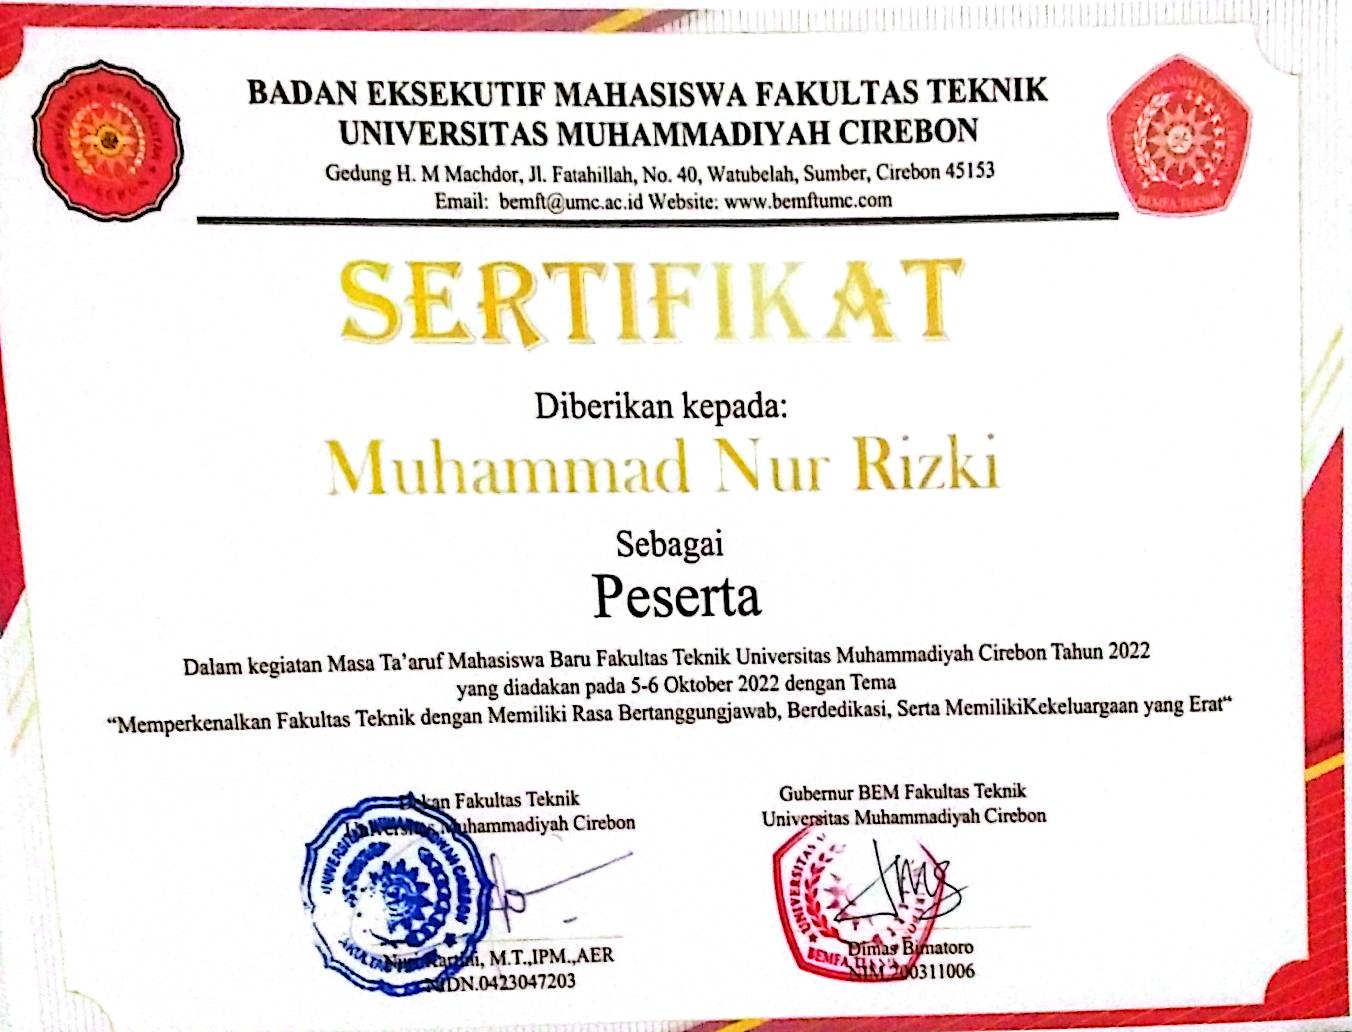 BADAN EKSEKUTIF MAHASISWA FAKULTAS TEKNIK
UNIVERSITAS MUHAMMADIYAH CIREBON
Gedung H. M Machdor, Jl. Fatahillah, No. 40, Watubelah, Sumber, Cirebon 45153
Email: bemft@umc.ac.id Website: www.bemftumc.com
SERTIFIKAT
Diberikan kepada:
Muhammad Nur Rizki
Sebagai
Peserta
Dalam kegiatan Masa Ta’aruf Mahasiswa Baru Fakultas Teknik Universitas Muhammadiyah Cirebon Tahun 2022
yang diadakan pada 5-6 Oktober 2022 dengan Tema
“Memperkenalkan Fakultas Teknik dengan Memiliki Rasa Bertanggungjawab, Berdedikasi, Serta MemilikiKekeluargaan yang Erat“
Dekan Fakultas Teknik
Universitas Muhammadiyah Cirebon
M.T.,IPM.,AER
NIDN.0423047203
Gubernur BEM Fakultas Teknik
Universitas Muhammadiyah Cirebon
UNIVERSITAS
Dimas Bimatoro
NIM.200311006